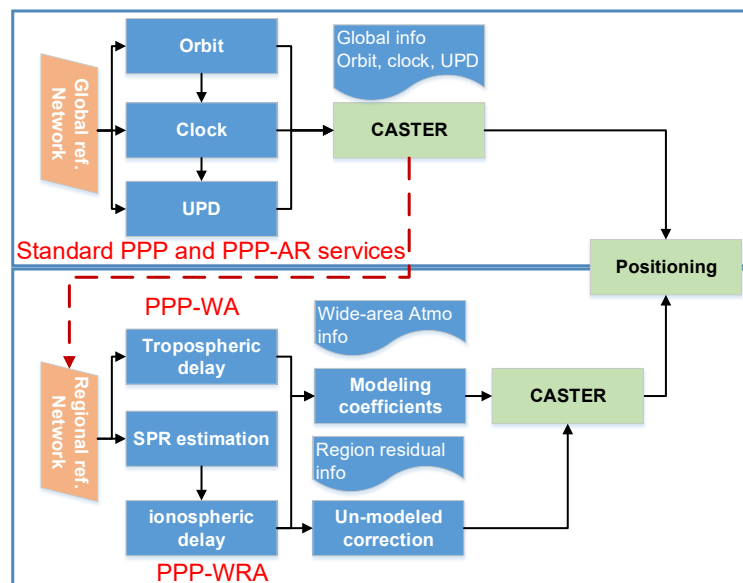 Orbit
Global info
Orbit, clock, UPD
Global ref.
Network
Clock
CASTER
UPD
Standard PPP and PPP-AR services
Positioning
PPP-WA
Wide-area Atmo
info
Tropospheric
delay
Regional ref.
Network
Modeling
coefficients
CASTER
SPR estimation
Region residual
info
ionospheric
delay
Un-modeled
correction
PPP-WRA